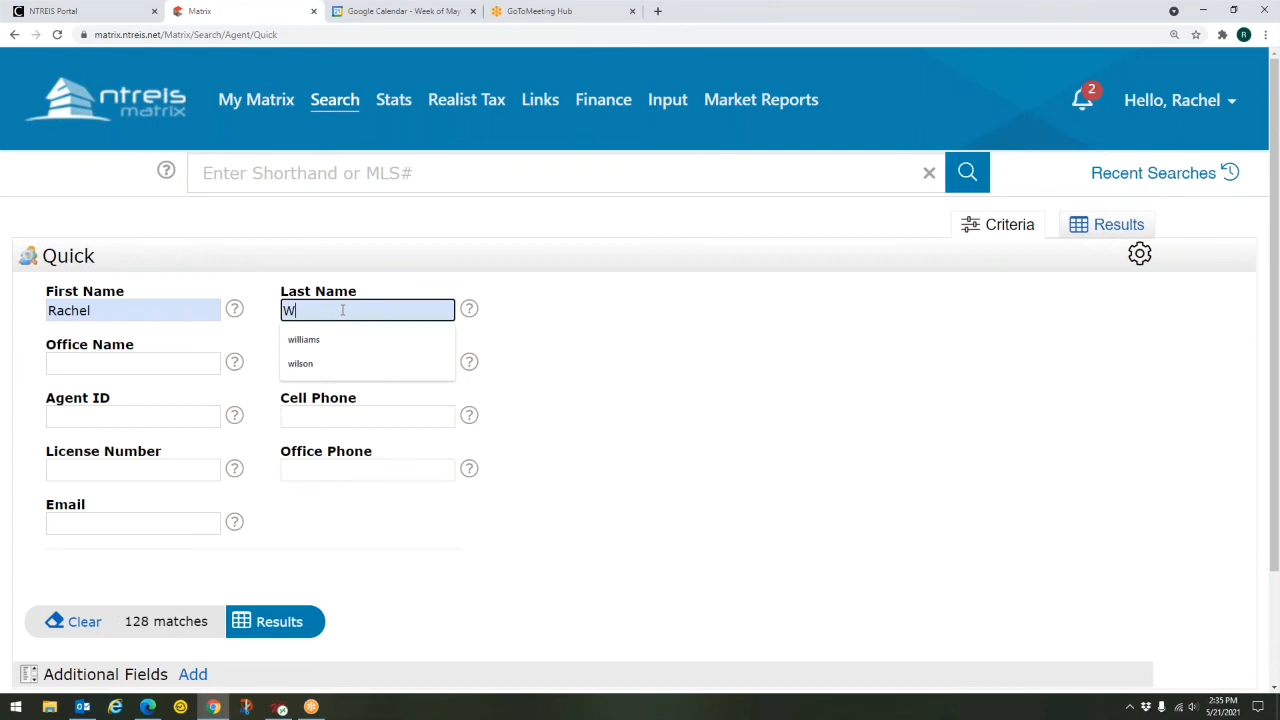 NTREIS Portal
Matrix
Google Calendar - Week of May
GoToMeeting Hub
matrix.ntreis.net/Matrix/Search/Agent/Quick
R
ntreis
matrix
My Matrix
Search
Stats
Realist Tax
Links
Finance
Input
Market Reports
2
Hello, Rachel
Enter Shorthand or MLS#
Recent Searches
Criteria
Results
Quick
First Name
Last Name
Rachel
W
williams
wilson
Office Name
Agent ID
Cell Phone
License Number
Office Phone
Email
Clear
128 matches
Results
Additional Fields
Add
2:35 PM
5/21/2021